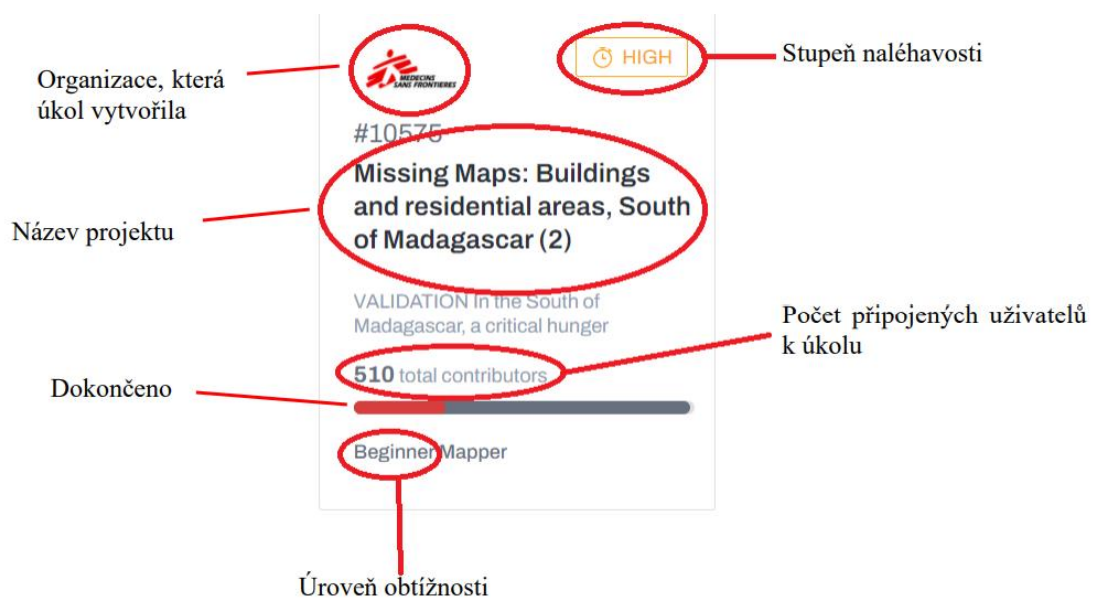 MEDECINS
SANS FRONTIERES
HIGH
Stupeň naléhavosti
Organizace, která
úkol vytvořila
#10575
Missing Maps: Buildings
and residential areas, South
of Madagascar (2)
Název projektu
VALIDATION In the South of
Madagascar, a critical hunger
Počet připojených uživatelů
k úkolu
510 total contributors
Dokončeno
Beginner Mapper
Úroveň obtížnosti